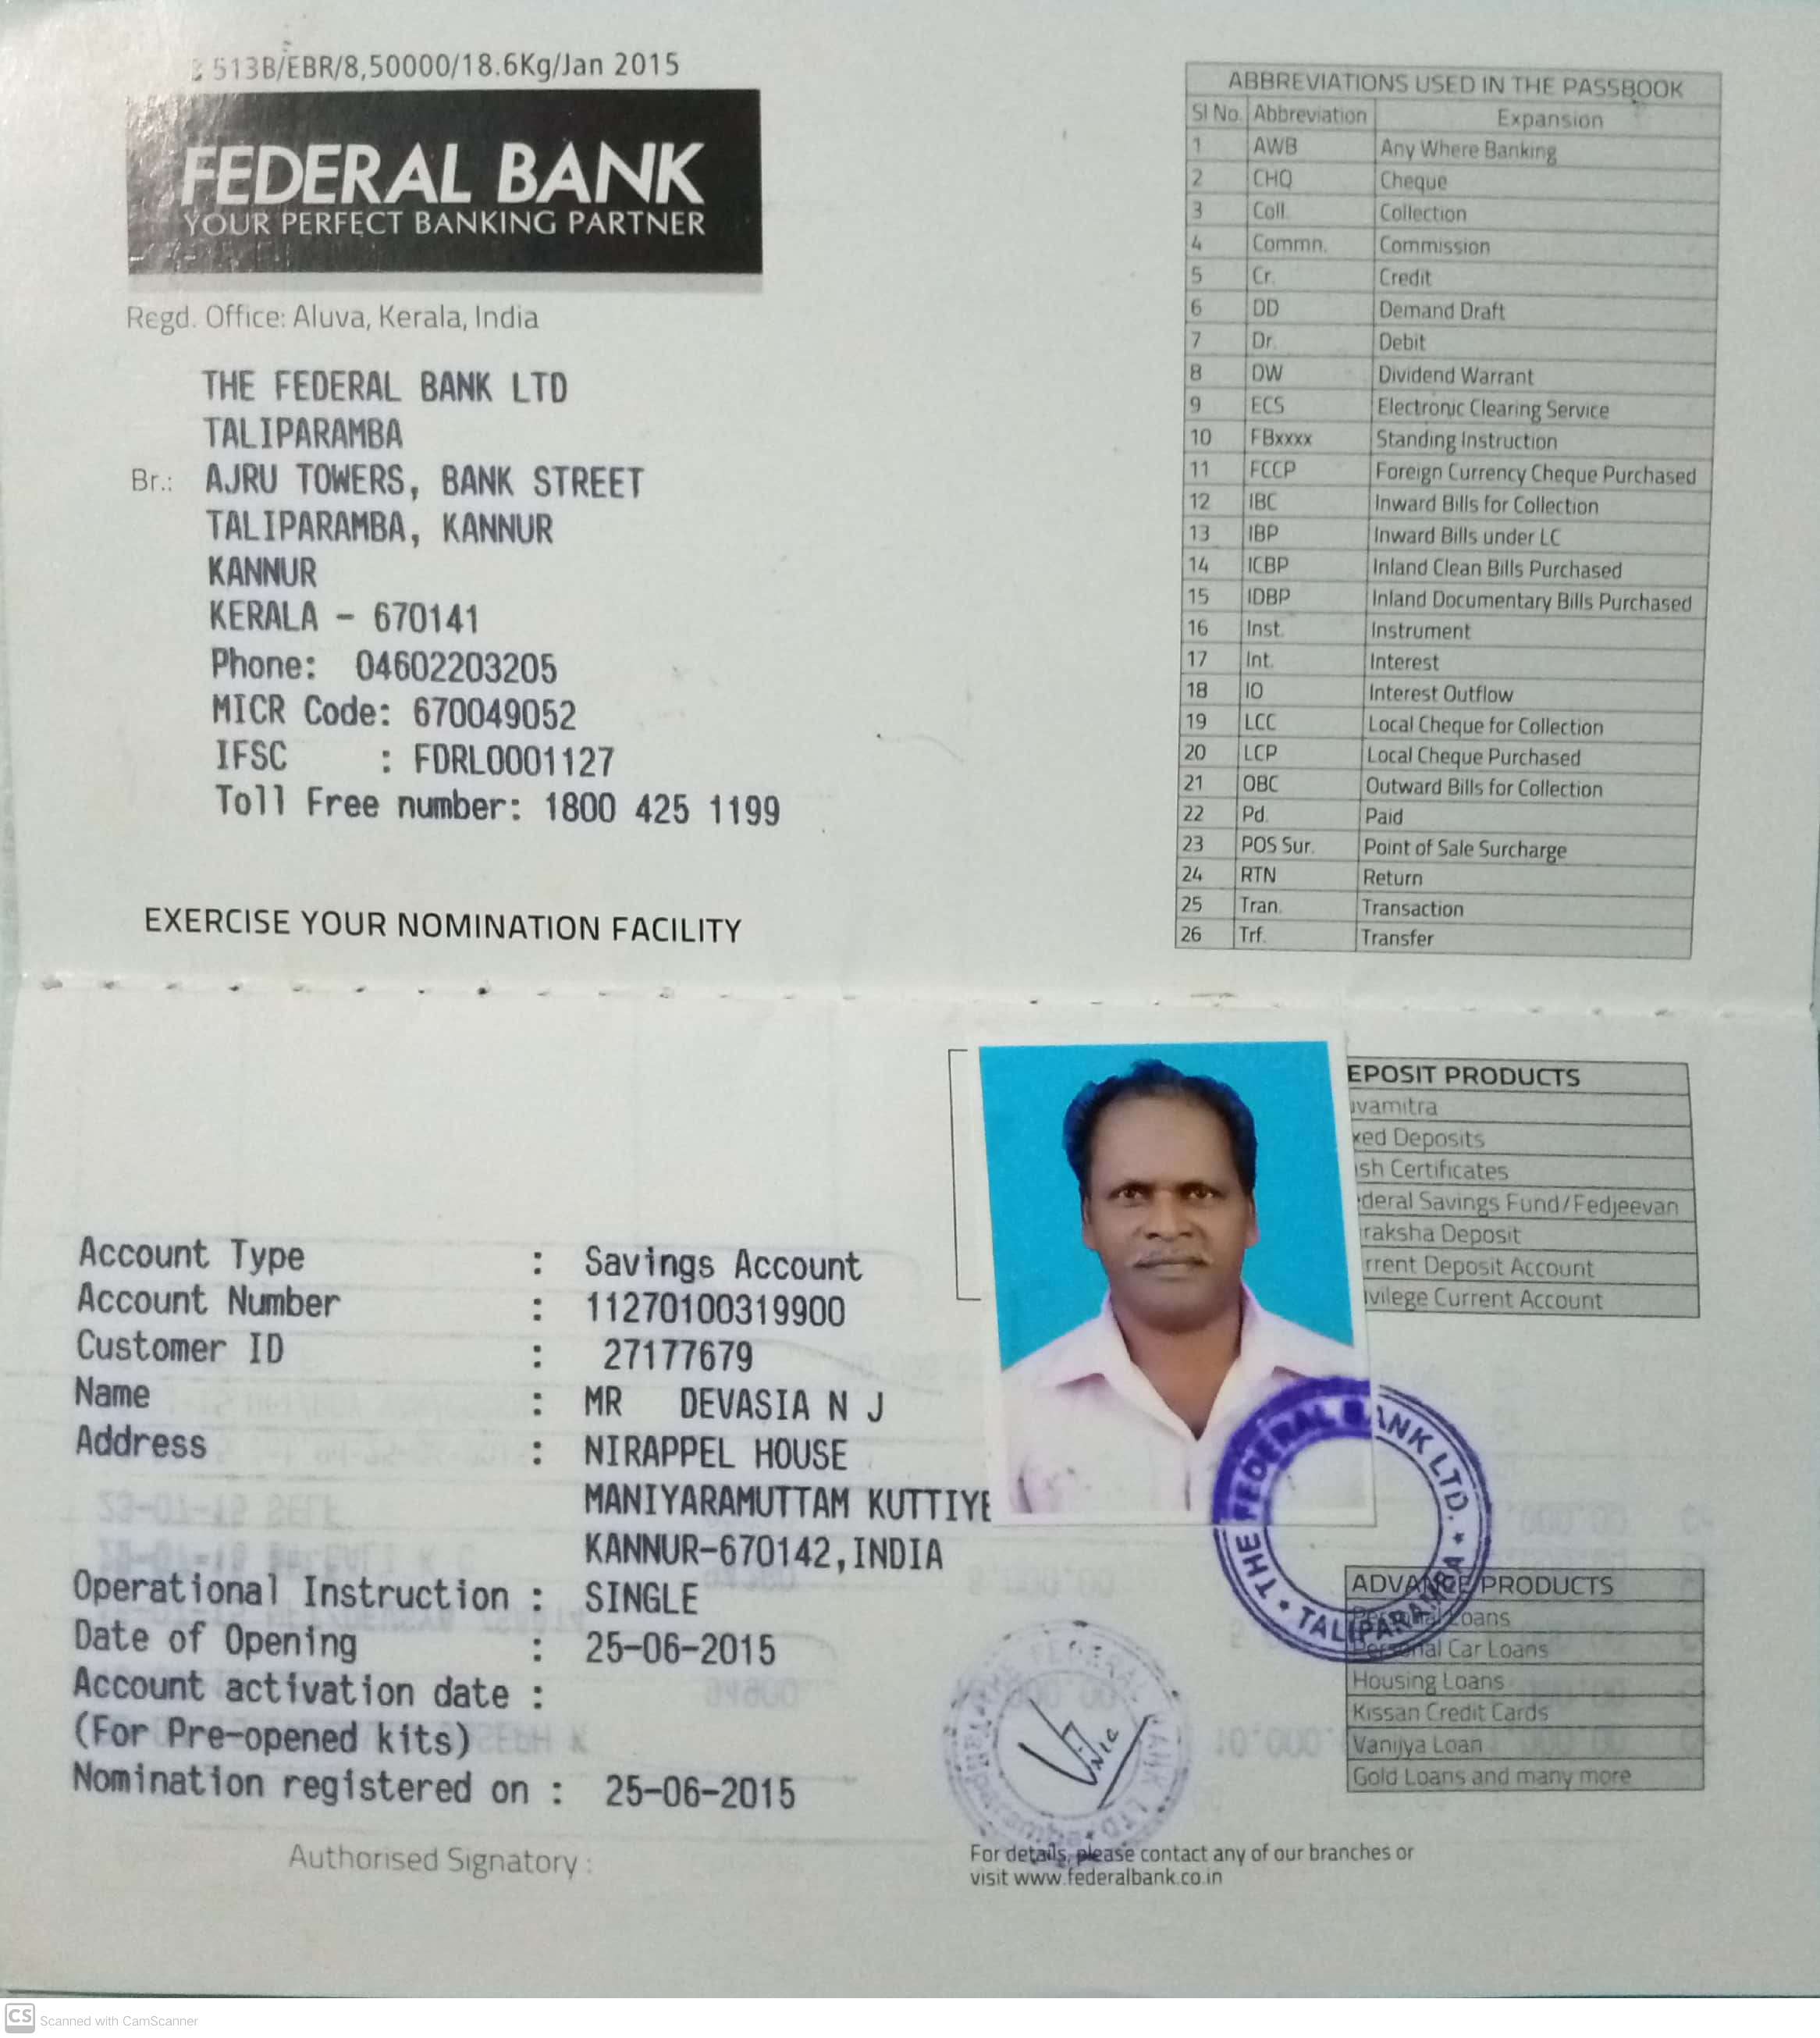 513B/EBR/8,50000/18.6Kg/Jan 2015
FEDERAL BANK
YOUR PERFECT BANKING PARTNER
Regd. Office: Aluva, Kerala, India
THE FEDERAL BANK LTD
TALIPARAMBA
Br.: AJRU TOWERS, BANK STREET
TALIPARAMBA, KANNUR
KANNUR
KERALA - 670141
Phone: 04602203205
MICR Code: 670049052
IFSC : FDRL0001127
Toll Free number: 1800 425 1199
EXERCISE YOUR NOMINATION FACILITY
ABBREVIATIONS USED IN THE PASSBOOK
Sl No. Abbreviation Expansion
1 AWB Any Where Banking
2 CHQ Cheque
3 Coll. Collection
4 Commn. Commission
5 Cr. Credit
6 DD Demand Draft
7 Dr. Debit
8 DW Dividend Warrant
9 ECS Electronic Clearing Service
10 FBxxxx Standing Instruction
11 FCCP Foreign Currency Cheque Purchased
12 IBC Inward Bills for Collection
13 IBP Inward Bills under LC
14 ICBP Inland Clean Bills Purchased
15 IDBP Inland Documentary Bills Purchased
16 Inst. Instrument
17 Int. Interest
18 IO Interest Outflow
19 LCC Local Cheque for Collection
20 LCP Local Cheque Purchased
21 OBC Outward Bills for Collection
22 Pd. Paid
23 POS Sur. Point of Sale Surcharge
24 RTN Return
25 Tran. Transaction
26 Trf. Transfer
Account Type : Savings Account
Account Number : 11270100319900
Customer ID : 27177679
Name : MR DEVASIA N J
Address : NIRAPPEL HOUSE
MANIYARAMUTTAM KUTTIYE
KANNUR-670142,INDIA
Operational Instruction : SINGLE
Date of Opening : 25-06-2015
Account activation date :
(For Pre-opened kits)
Nomination registered on : 25-06-2015
Authorised Signatory :
EPOSIT PRODUCTS
vamitra
xed Deposits
sh Certificates
deral Savings Fund/Fedjeevan
raksha Deposit
rrent Deposit Account
ivilege Current Account
THE FEDERAL BANK LTD. * TALIPARAMBA *
ADVANCE PRODUCTS
Personal Loans
Personal Car Loans
Housing Loans
Kissan Credit Cards
Vanijya Loan
Gold Loans and many more
THE FEDERAL BANK LTD. Taliparamba
For details, please contact any of our branches or
visit www.federalbank.co.in
CS Scanned with CamScanner